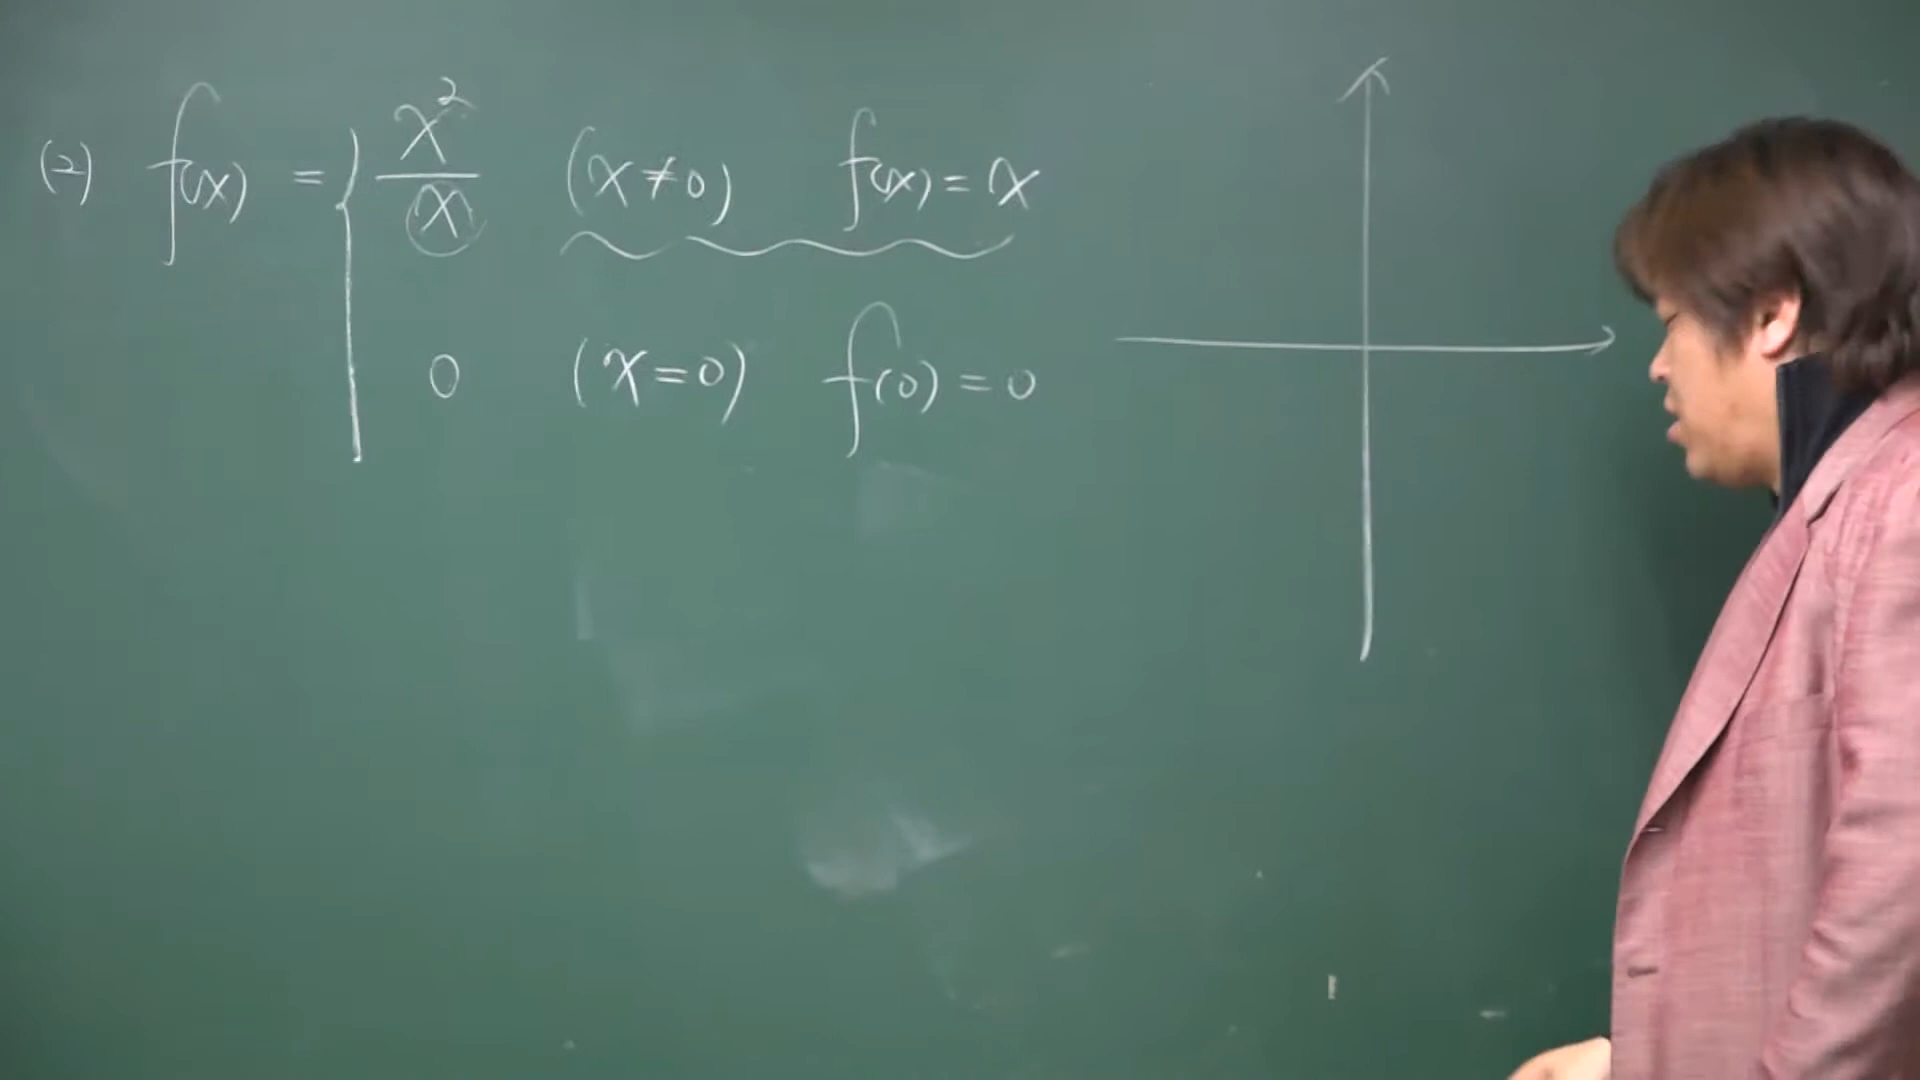 (2) f(x) = { x²/x (x≠0) f(x) = x
0 (x=0) f(0) = 0